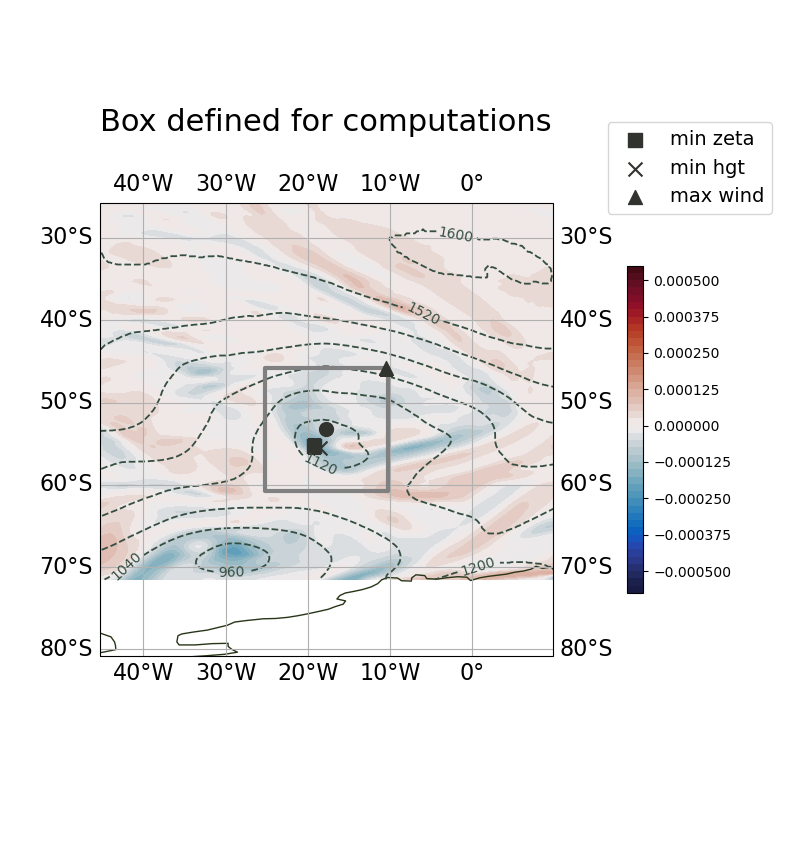 Box defined for computations
min zeta
min hgt
max wind
40°W 30°W 20°W 10°W 0°
30°S 30°S
40°S 40°S
50°S 50°S
60°S 60°S
70°S 70°S
80°S 80°S
40°W 30°W 20°W 10°W 0°
1600
1520
1120
1040
960
1200
0.000500
0.000375
0.000250
0.000125
0.000000
−0.000125
−0.000250
−0.000375
−0.000500